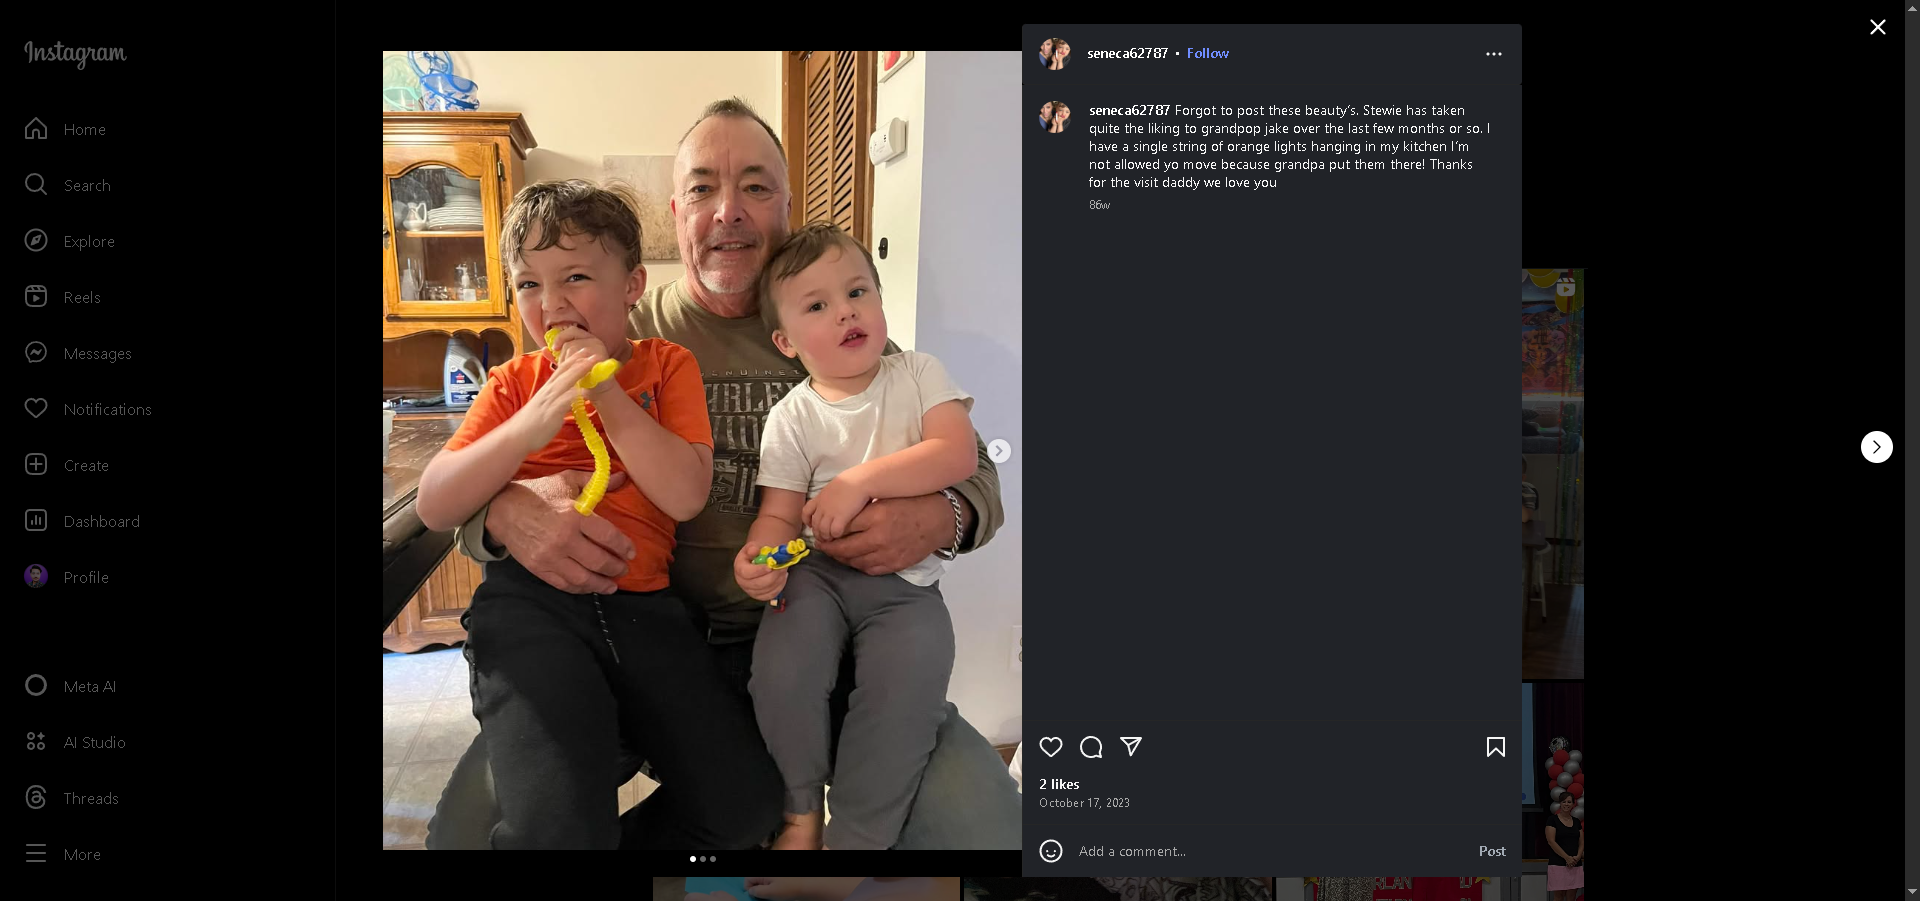 Instagram
Home
Search
Explore
Reels
Messages
Notifications
Create
Dashboard
Profile
Meta AI
AI Studio
Threads
More
seneca62787 • Follow
seneca62787 Forgot to post these beauty's. Stewie has taken
quite the liking to grandpop jake over the last few months or so. I
have a single string of orange lights hanging in my kitchen I'm
not allowed yo move because grandpa put them there! Thanks
for the visit daddy we love you
86w
2 likes
October 17, 2023
Add a comment...
Post